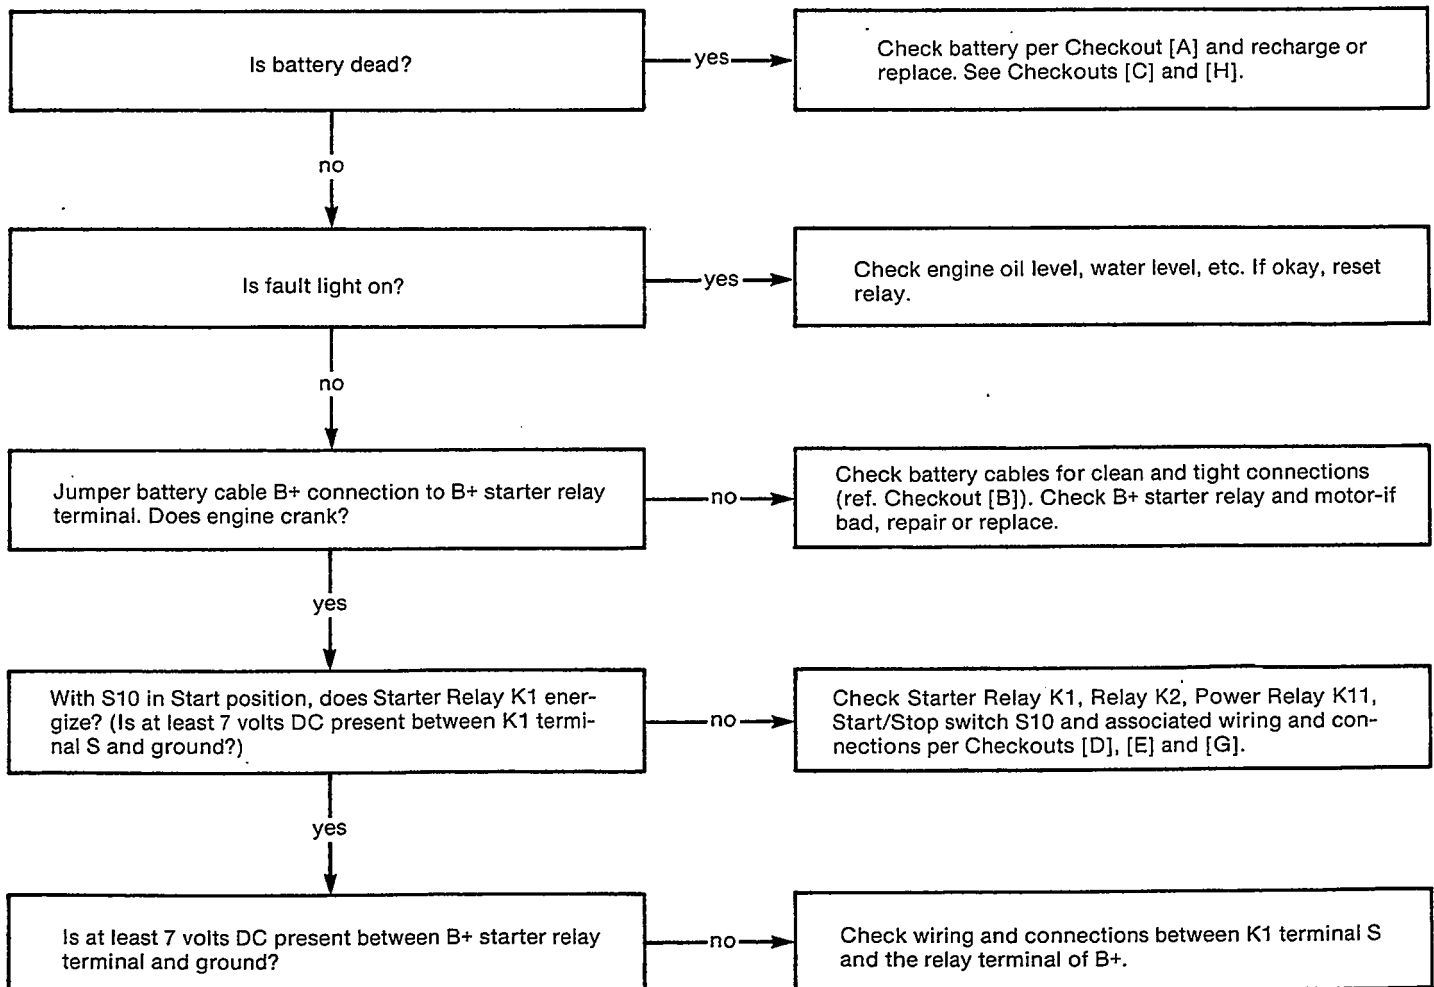 Is battery dead?
yes
Check battery per Checkout [A] and recharge or
replace. See Checkouts [C] and [H].
no
Is fault light on?
yes
Check engine oil level, water level, etc. If okay, reset
relay.
no
Jumper battery cable B+ connection to B+ starter relay
terminal. Does engine crank?
no
Check battery cables for clean and tight connections
(ref. Checkout [B]). Check B+ starter relay and motor-if
bad, repair or replace.
yes
With S10 in Start position, does Starter Relay K1 ener-
gize? (Is at least 7 volts DC present between K1 termi-
nal S and ground?)
no
Check Starter Relay K1, Relay K2, Power Relay K11,
Start/Stop switch S10 and associated wiring and con-
nections per Checkouts [D], [E] and [G].
yes
Is at least 7 volts DC present between B+ starter relay
terminal and ground?
no
Check wiring and connections between K1 terminal S
and the relay terminal of B+.